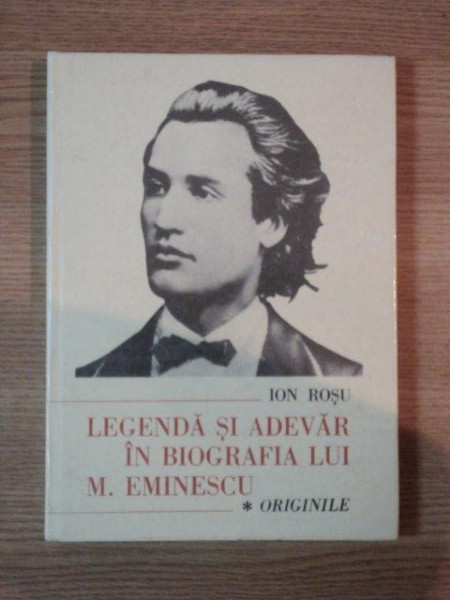 ION ROȘU
LEGENDĂ ȘI ADEVĂR
ÎN BIOGRAFIA LUI
M. EMINESCU
* ORIGINILE